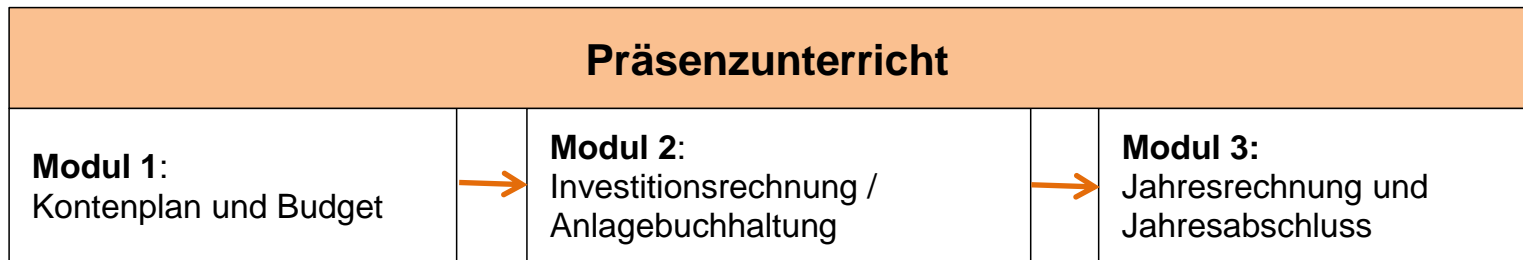 Präsenzunterricht
Modul 1:
Kontenplan und Budget
Modul 2:
Investitionsrechnung /
Anlagebuchhaltung
Modul 3:
Jahresrechnung und
Jahresabschluss